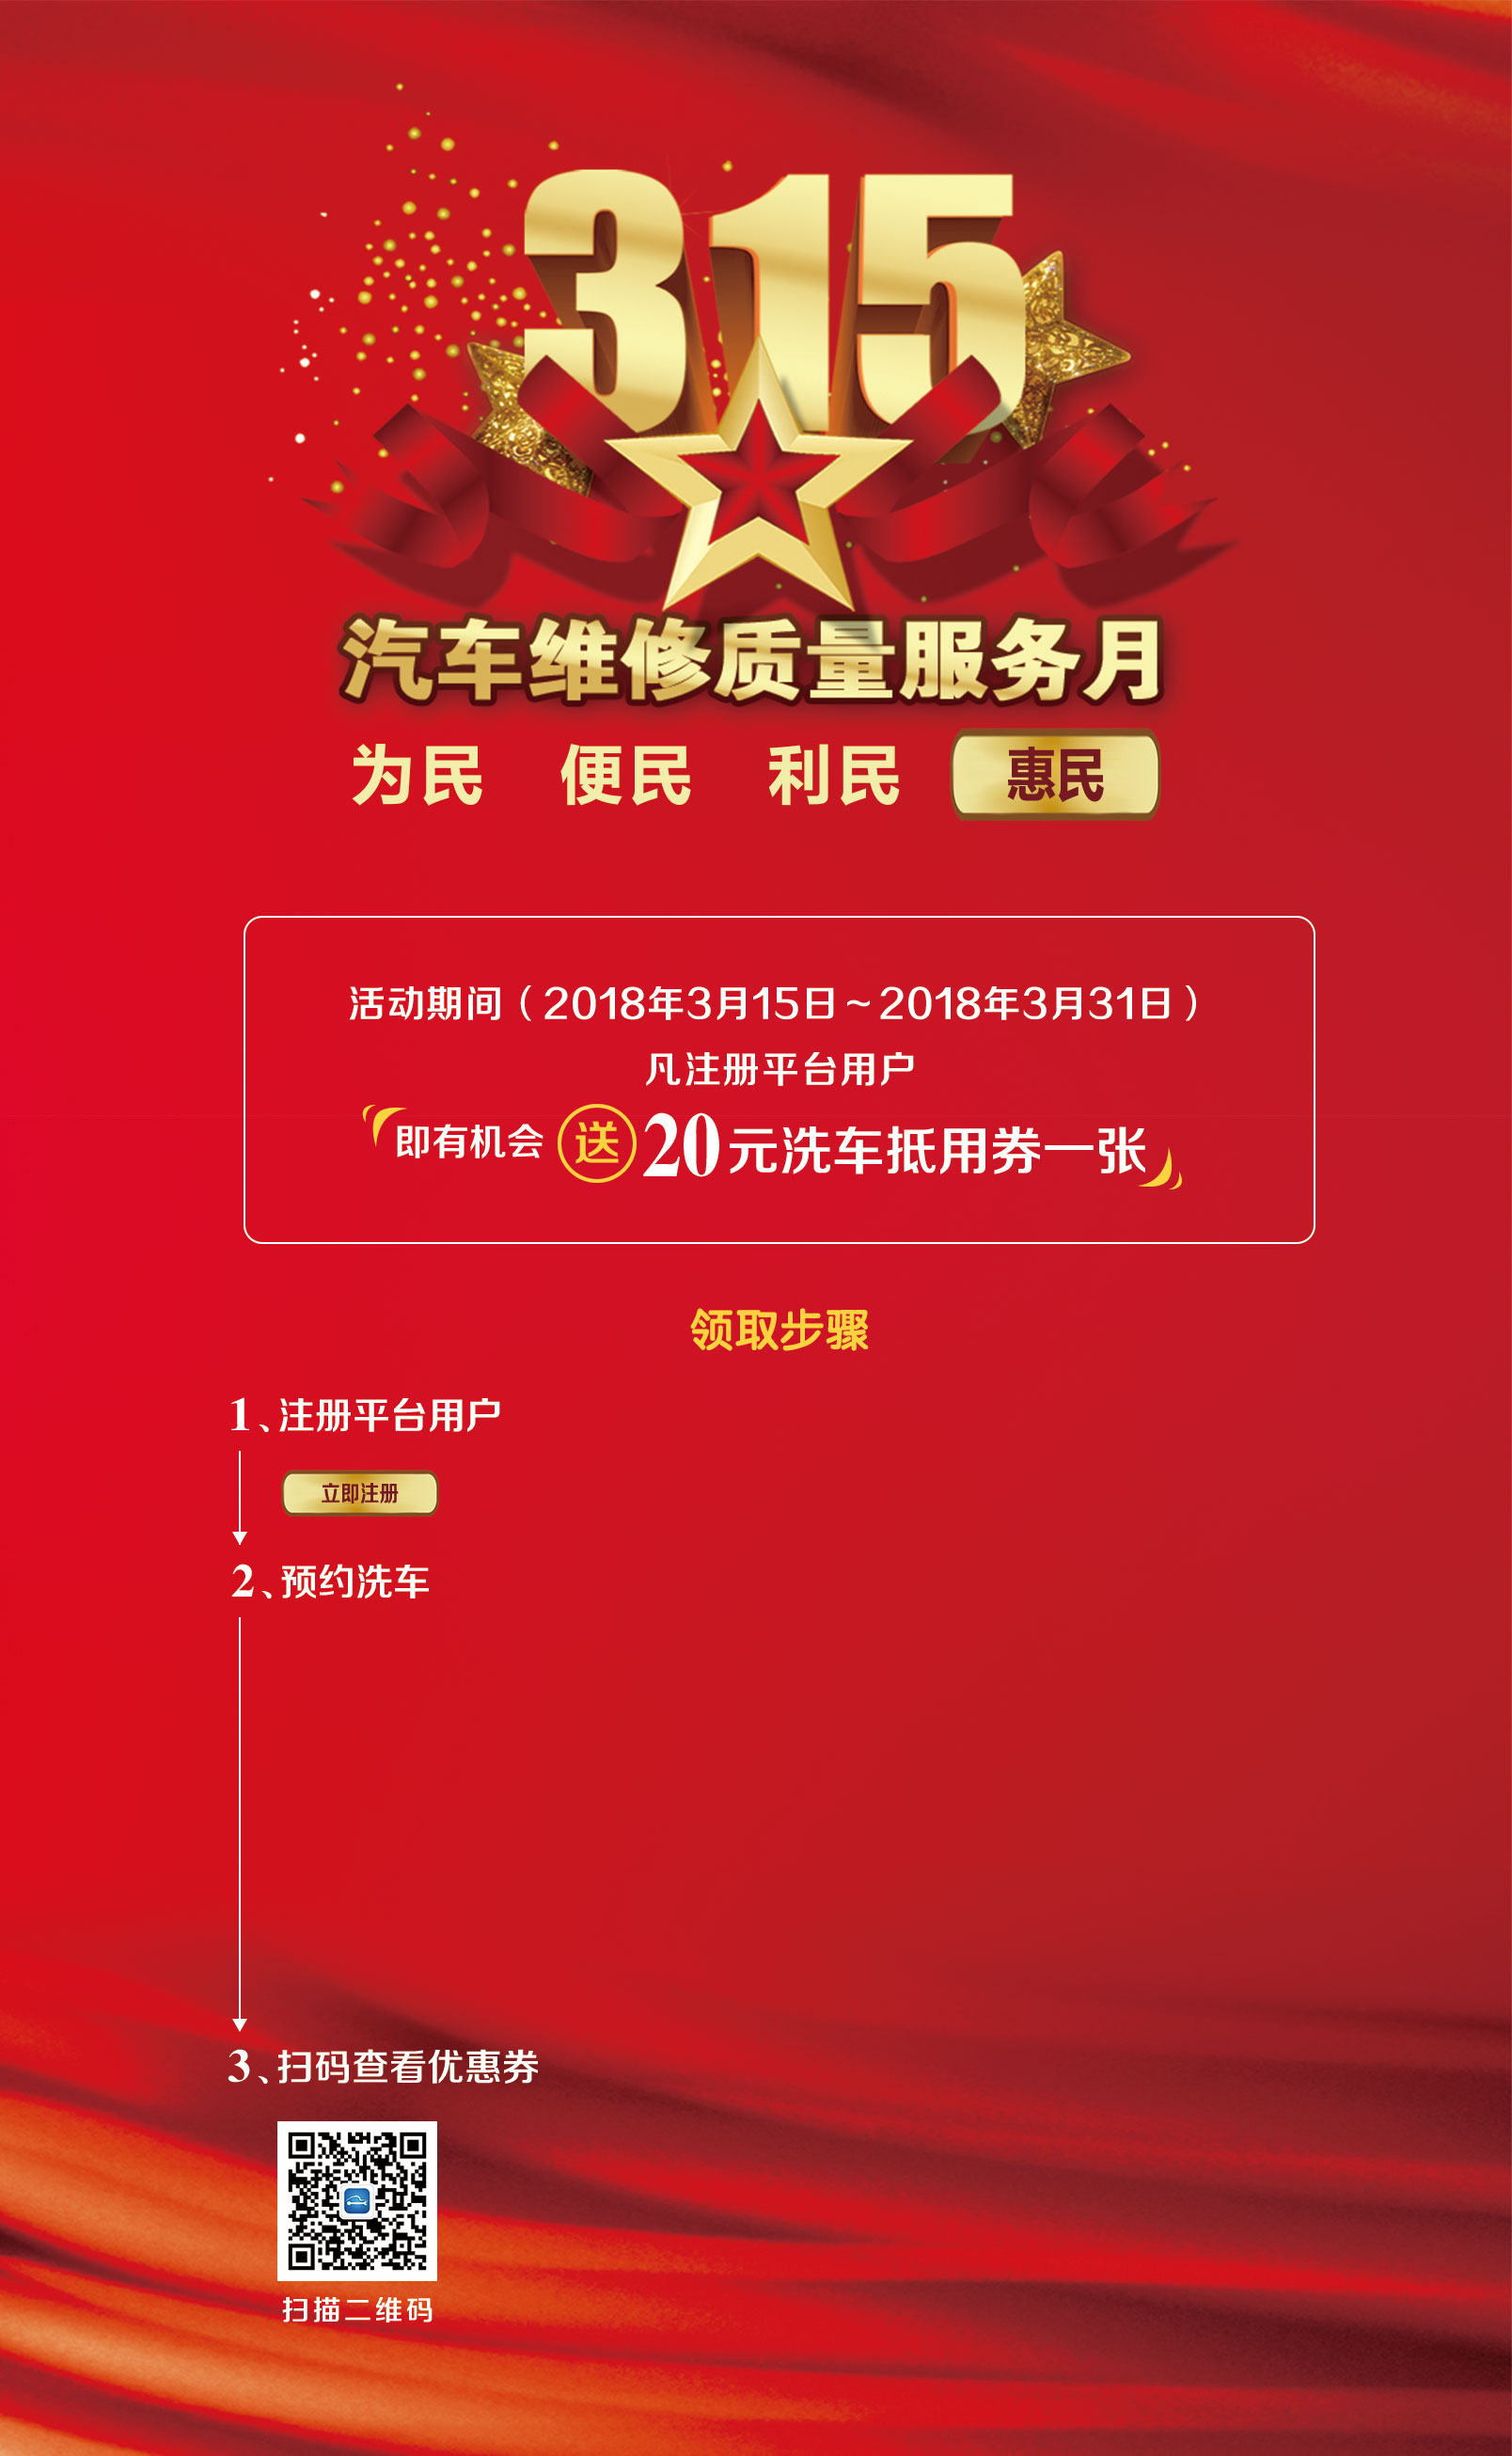 315
汽车维修质量服务月
为民 便民 利民 惠民
活动期间（2018年3月15日～2018年3月31日）
凡注册平台用户
即有机会 送 20元洗车抵用券一张
领取步骤
1、注册平台用户
立即注册
2、预约洗车
3、扫码查看优惠券
扫描二维码